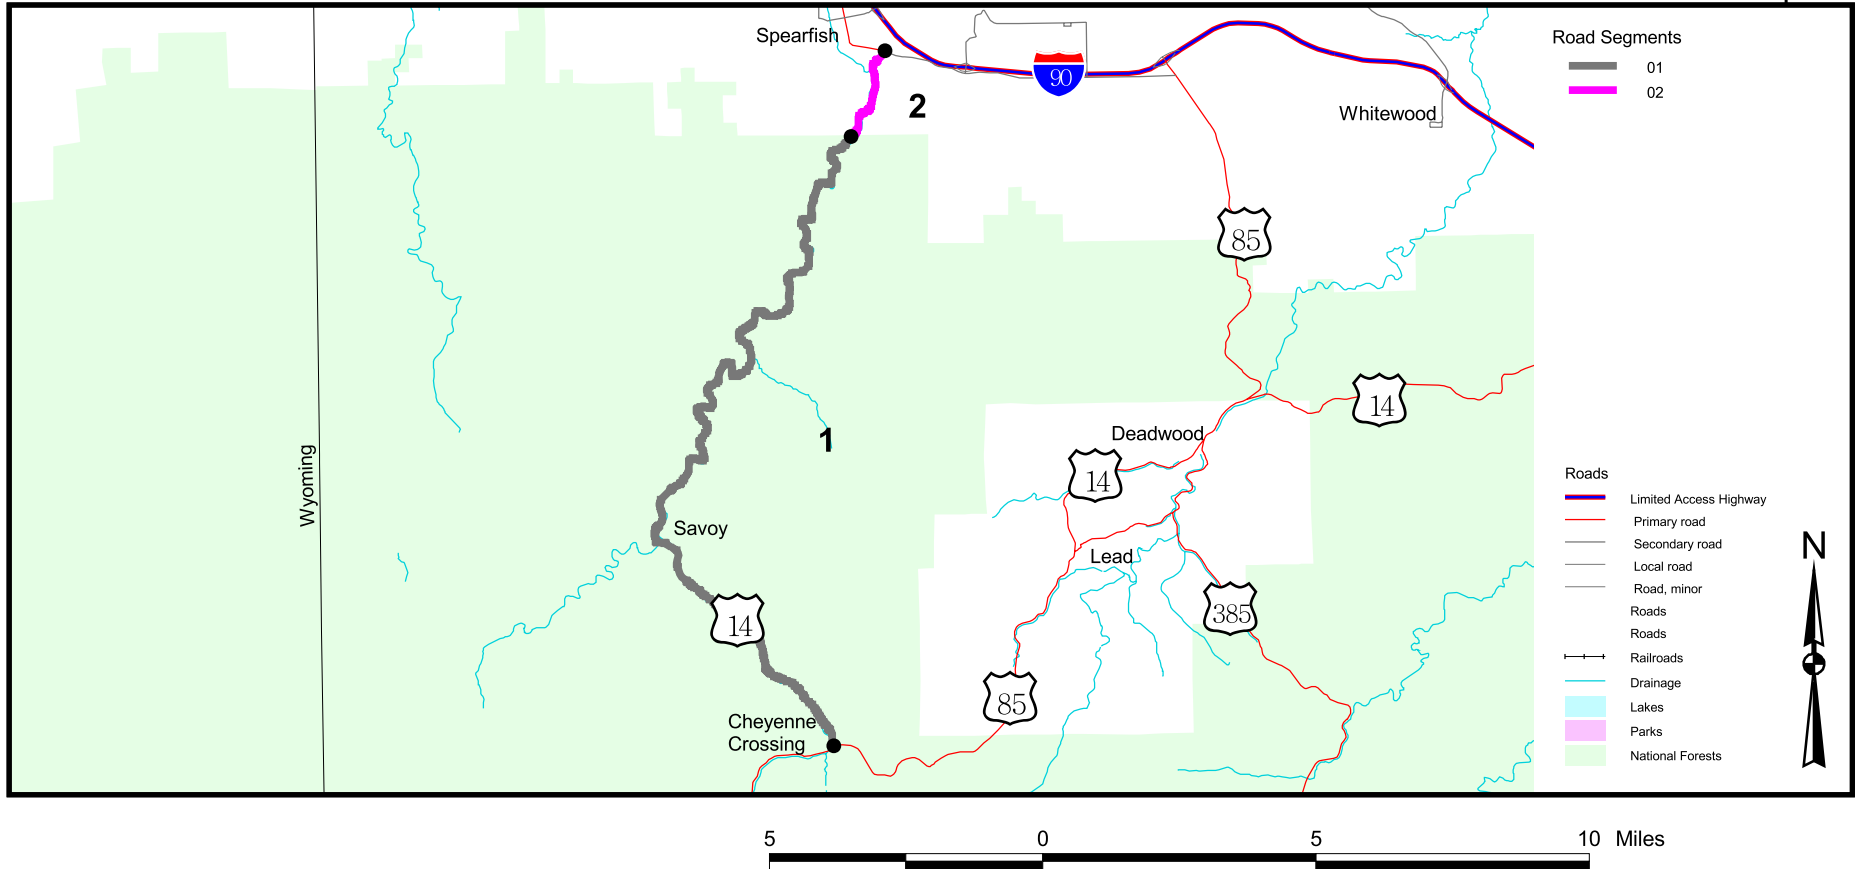 Spearfish
90
2
Whitewood
Road Segments
01
02
85
14
Deadwood
14
1
Wyoming
Savoy
Lead
14
385
85
Cheyenne
Crossing
Roads
Limited Access Highway
Primary road
Secondary road
Local road
Road, minor
Roads
Roads
Railroads
Drainage
Lakes
Parks
National Forests
N
5 0 5 10 Miles